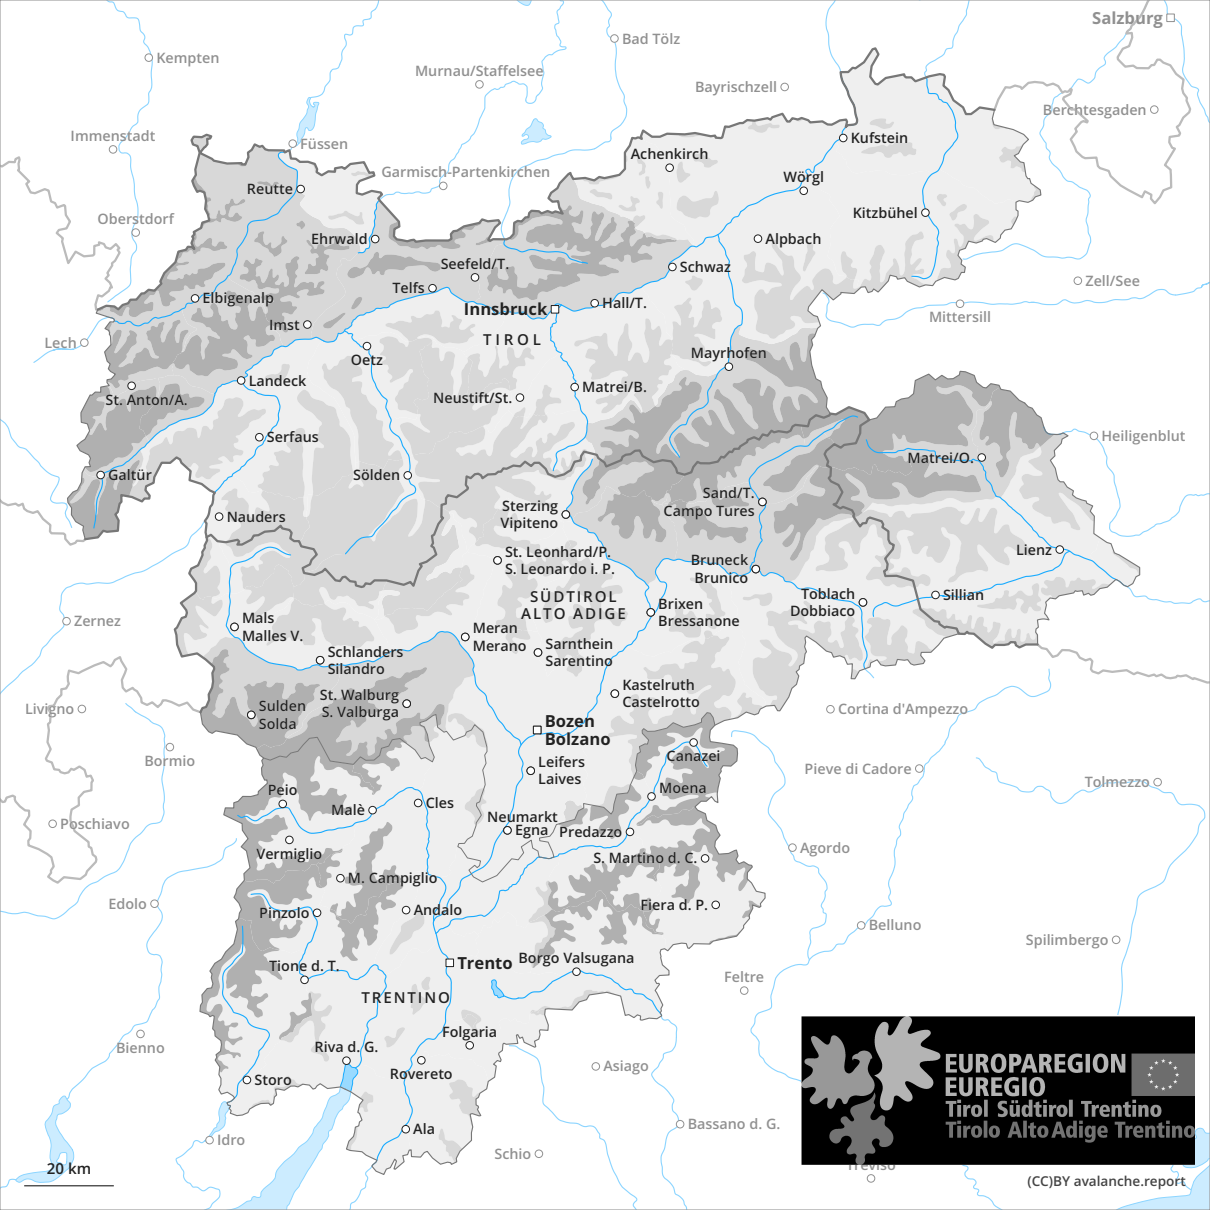 Salzburg
Bad Tölz
Kempten
Murnau/Staffelsee
Bayrischzell
Berchtesgaden
Immenstadt
Füssen
Kufstein
Achenkirch
Garmisch-Partenkirchen
Wörgl
Reutte
Oberstdorf
Kitzbühel
Ehrwald
Alpbach
Seefeld/T.
Schwaz
Zell/See
Telfs
Elbigenalp
Innsbruck
Hall/T.
Mittersill
Imst
TIROL
Lech
Oetz
Mayrhofen
Landeck
Matrei/B.
St. Anton/A.
Neustift/St.
Serfaus
Heiligenblut
Matrei/O.
Galtür
Sölden
Sand/T.
Campo Tures
Sterzing
Vipiteno
Nauders
Lienz
St. Leonhard/P.
S. Leonardo i. P.
Bruneck
Brunico
SÜDTIROL
ALTO ADIGE
Toblach
Dobbiaco
Sillian
Brixen
Bressanone
Zernez
Mals
Malles V.
Meran
Merano
Sarnthein
Sarentino
Schlanders
Silandro
Kastelruth
Castelrotto
St. Walburg
S. Valburga
Livigno
Sulden
Solda
Cortina d'Ampezzo
Bozen
Bolzano
Bormio
Canazei
Leifers
Laives
Pieve di Cadore
Tolmezzo
Peio
Moena
Malè
Cles
Neumarkt
Egna
Predazzo
Poschiavo
Vermiglio
Agordo
S. Martino d. C.
M. Campiglio
Edolo
Pinzolo
Andalo
Fiera d. P.
Belluno
Spilimbergo
Trento
Borgo Valsugana
Tione d. T.
Feltre
TRENTINO
Folgaria
Bienno
Riva d. G.
Rovereto
Asiago
Storo
EUROPAREGION
EUREGIO
Tirol Südtirol Trentino
Tirolo Alto Adige Trentino
Ala
Idro
Bassano d. G.
Schio
Treviso
20 km
(CC)BY avalanche.report